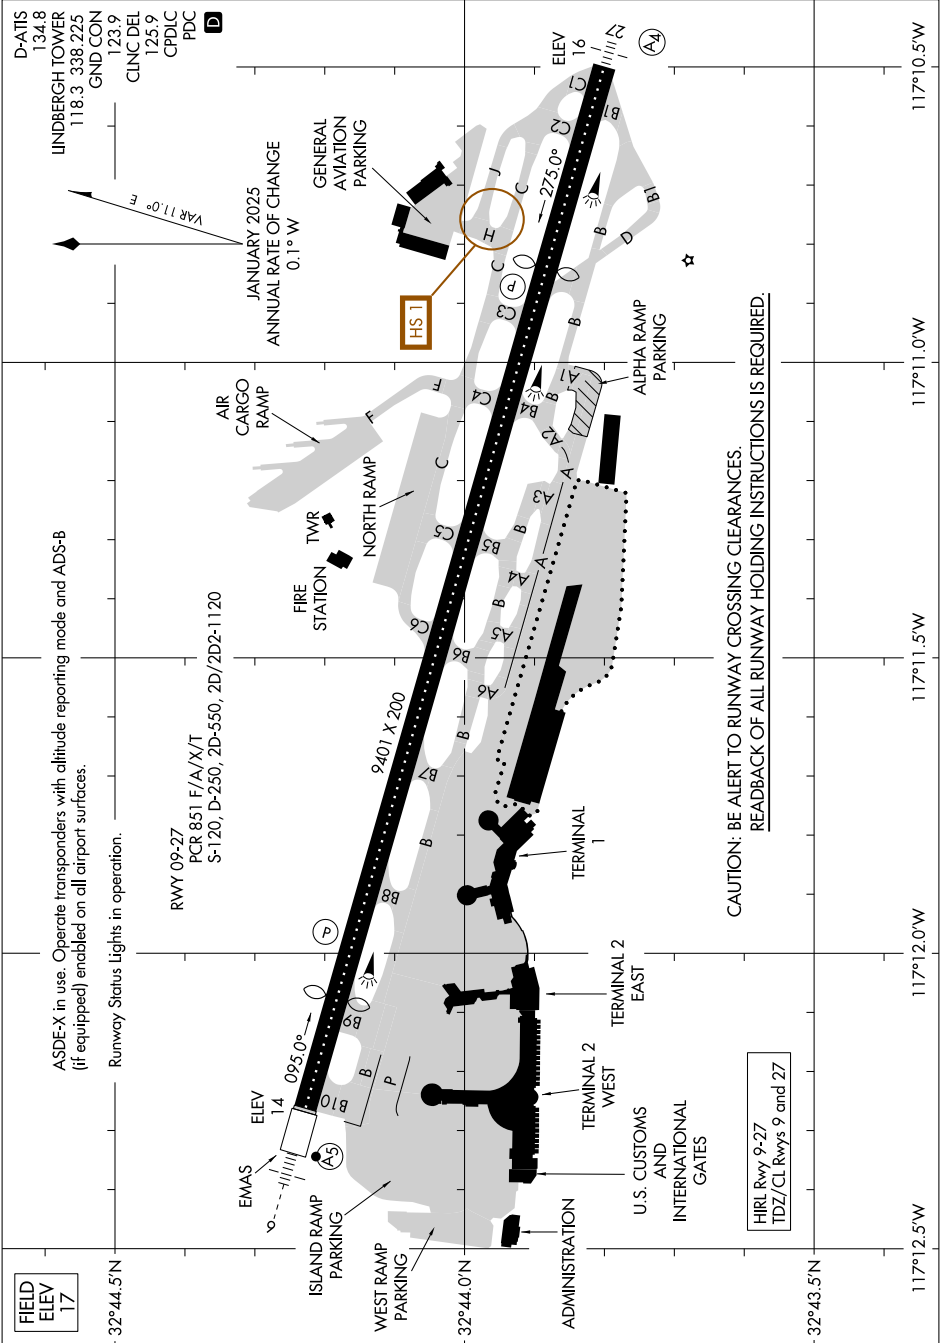 D-ATIS
134.8
LINDBERGH TOWER
118.3 338.225
GND CON
123.9
CLNC DEL
125.9
CPDLC
PDC
D
VAR 11.0° E
JANUARY 2025
ANNUAL RATE OF CHANGE
0.1° W
GENERAL
AVIATION
PARKING
ELEV
16
27
A4
117°10.5'W
C1
B1
C2
J
C
275.0°
B1
B
H
D
C
P
HS 1
C3
B
ALPHA RAMP
PARKING
117°11.0'W
AIR
CARGO
RAMP
F
F
C4
A1
B
B4
A2
A
C
NORTH RAMP
A3
TWR
C5
B
B5
A
FIRE
STATION
A4
B
C6
A5
B6
A6
117°11.5'W
ASDE-X in use. Operate transponders with altitude reporting mode and ADS-B
(if equipped) enabled on all airport surfaces.
Runway Status Lights in operation.
RWY 09-27
PCR 851 F/A/X/T
S-120, D-250, 2D-550, 2D/2D2-1120
9401 X 200
B
B7
B
TERMINAL
1
B8
CAUTION: BE ALERT TO RUNWAY CROSSING CLEARANCES.
READBACK OF ALL RUNWAY HOLDING INSTRUCTIONS IS REQUIRED.
P
117°12.0'W
TERMINAL 2
EAST
095.0°
B9
B
P
B10
ELEV
14
TERMINAL 2
WEST
EMAS
A5
9
U.S. CUSTOMS
AND
INTERNATIONAL
GATES
ISLAND RAMP
PARKING
WEST RAMP
PARKING
ADMINISTRATION
HIRL Rwy 9-27
TDZ/CL Rwys 9 and 27
FIELD
ELEV
17
32°44.5'N
32°44.0'N
32°43.5'N
117°12.5'W